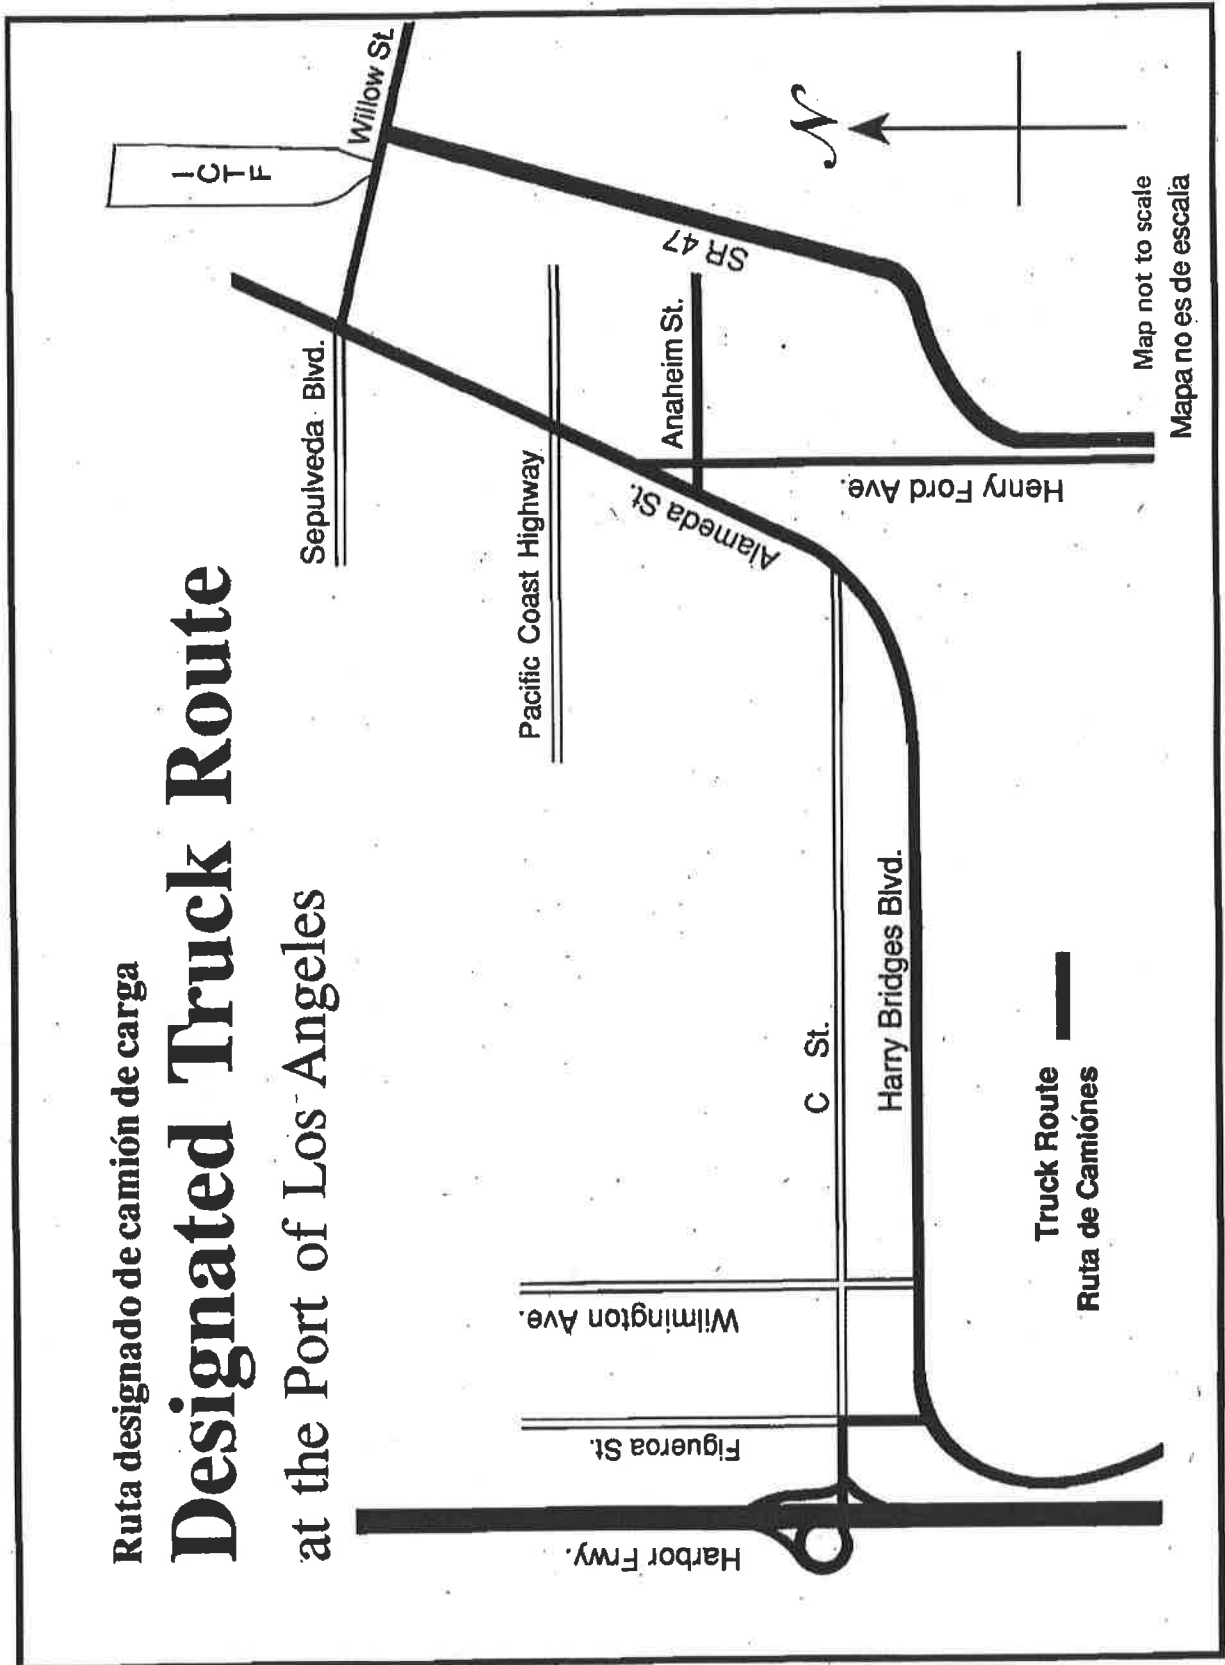 Ruta designado de camión de carga
Designated Truck Route
at the Port of Los Angeles
ICTF
Willow St.
Sepulveda Blvd.
SR 47
Pacific Coast Highway
Anaheim St.
Alameda St.
Henry Ford Ave.
N
Map not to scale
Mapa no es de escala
Harbor Frwy.
Figueroa St.
Wilmington Ave.
C St.
Harry Bridges Blvd.
Truck Route
Ruta de Camiónes